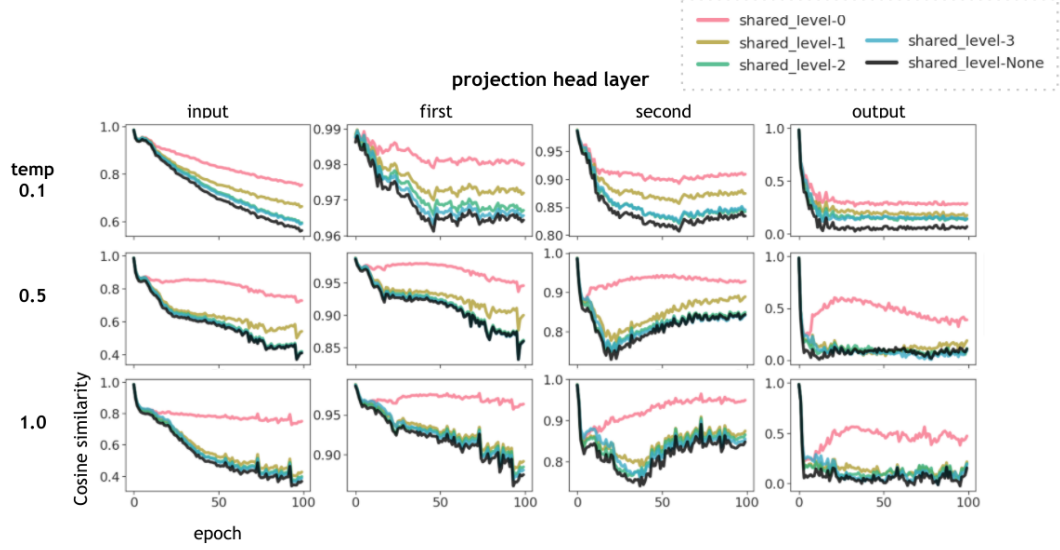 shared_level-0
shared_level-1 shared_level-3
shared_level-2 shared_level-None
projection head layer
input first second output
temp
0.1
1.0 0.99 0.95 1.0
0.8 0.98 0.90 0.5
0.6 0.97 0.85 0.0
0.96 0.80
0.5
1.0 0.95 1.0 1.0
0.8 0.90 0.9 0.5
0.6 0.85 0.8 0.0
0.4
1.0
1.0 0.95 0.9 1.0
0.8 0.90 0.8 0.5
0.6 0.0
0.4
Cosine similarity
0 100 0 100 0 50 100 0 100
epoch